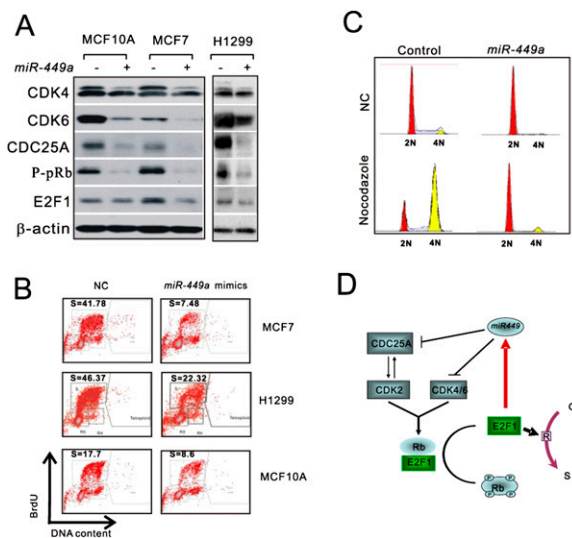 A
MCF10A MCF7 H1299
miR-449a - + - + - +
CDK4
CDK6
CDC25A
P-pRb
E2F1
β-actin
B
NC miR-449a mimics
S=41.78 S=7.48
MCF7
S=46.37 S=22.32
H1299
S=17.7 S=8.6
MCF10A
BrdU
DNA content
C
Control miR-449a
NC
2N 4N 2N 4N
Nocodazole
2N 4N 2N 4N
D
miR449
CDC25A
CDK2 CDK4/6
Rb
E2F1
E2F1
R
G
S
P P
Rb
P P